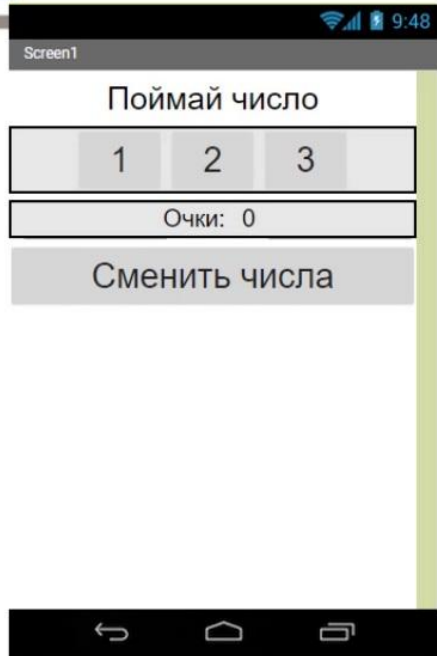 9:48
Screen1
Поймай число
1 2 3
Очки: 0
Сменить числа